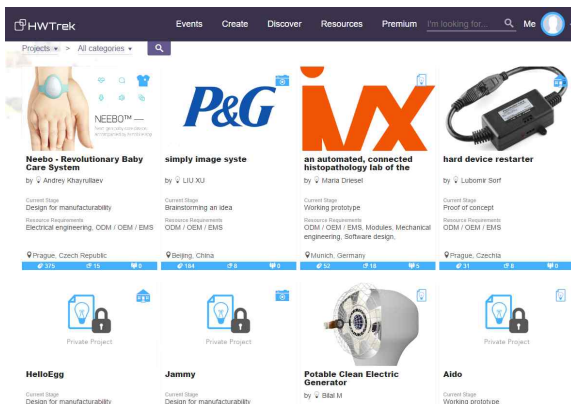 HWTrek
Events Create Discover Resources Premium I'm looking for... Me
Projects > All categories
NEEBO™ —
P&G
Neebo - Revolutionary Baby Care System
by Andrey Khayrullaev
Current Stage
Design for manufacturability
Resource Requirements
Electrical engineering, ODM / OEM / EMS
Prague, Czech Republic
375 15 0
simply image syste
by LIU XU
Current Stage
Brainstorming an idea
Resource Requirements
ODM / OEM / EMS
Beijing, China
184 8 0
an automated, connected
histopathology lab of the
by Maria Driesel
Current Stage
Working prototype
Resource Requirements
ODM / OEM / EMS, Modules, Mechanical
engineering, Software design,
Munich, Germany
52 18 5
hard device restarter
by Lubomir Sorf
Current Stage
Proof of concept
Resource Requirements
ODM / OEM / EMS
Prague, Czechia
31 8 0
Private Project
HelloEgg
Current Stage
Design for manufacturability
Private Project
Jammy
Current Stage
Design for manufacturability
Potable Clean Electric
Generator
by Bilal M
Private Project
Aido
Current Stage
Working prototype